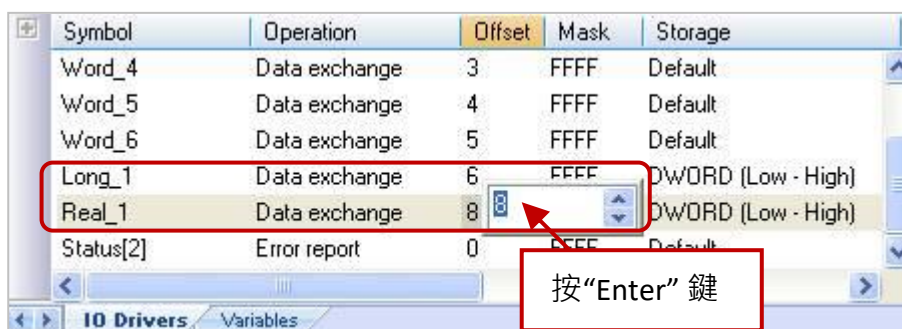 Symbol Operation Offset Mask Storage
Word_4 Data exchange 3 FFFF Default
Word_5 Data exchange 4 FFFF Default
Word_6 Data exchange 5 FFFF Default
Long_1 Data exchange 6 FFFF DWORD (Low - High)
Real_1 Data exchange 8 8 DWORD (Low - High)
Status[2] Error report 0 FFFF Default
按“Enter” 鍵
IO Drivers Variables